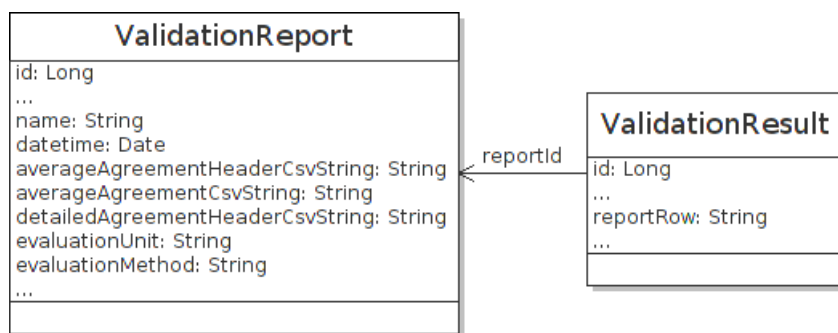 ValidationReport
id: Long
...
name: String
datetime: Date
averageAgreementHeaderCsvString: String
averageAgreementCsvString: String
detailedAgreementHeaderCsvString: String
evaluationUnit: String
evaluationMethod: String
...
reportId
ValidationResult
id: Long
...
reportRow: String
...